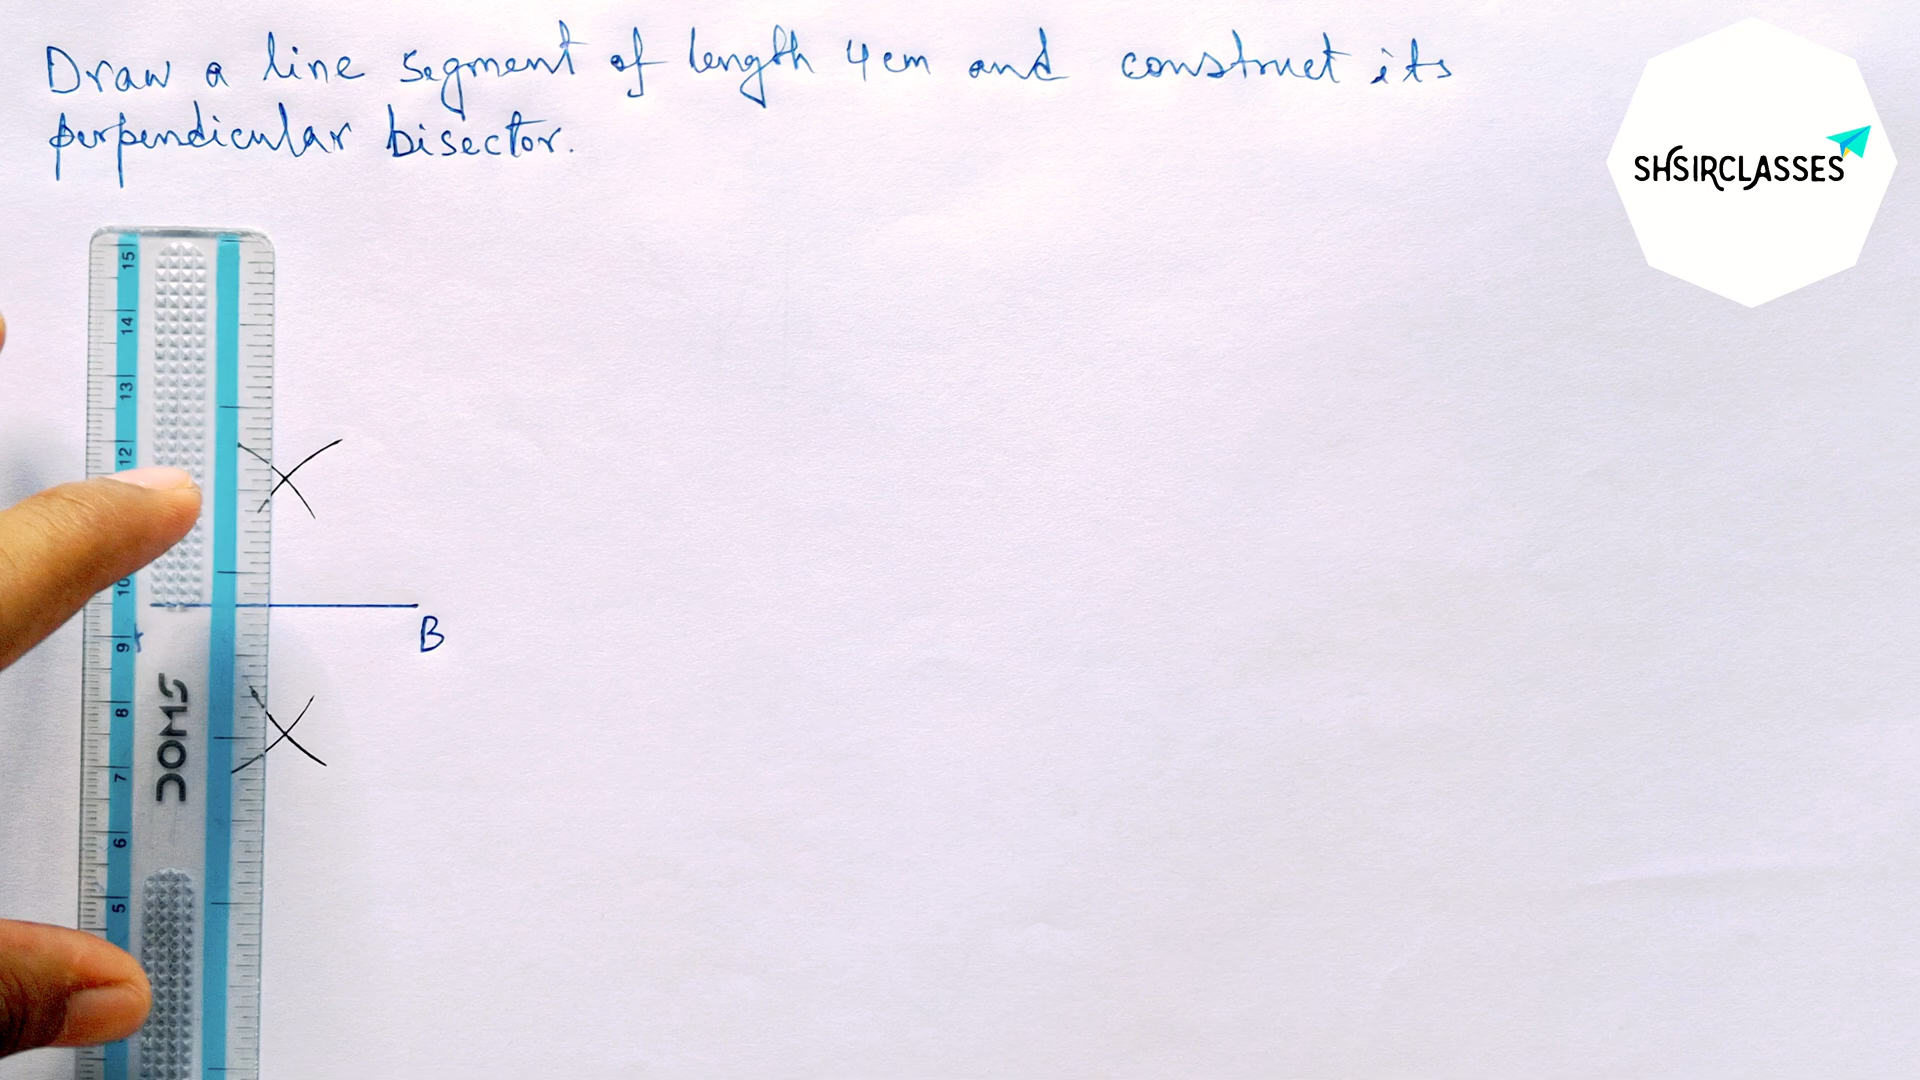 Draw a line segment of length 4 cm and construct its
perpendicular bisector.
SHSIRCLASSES
15
14
13
12
10
9
B
8
DOMS
7
6
5